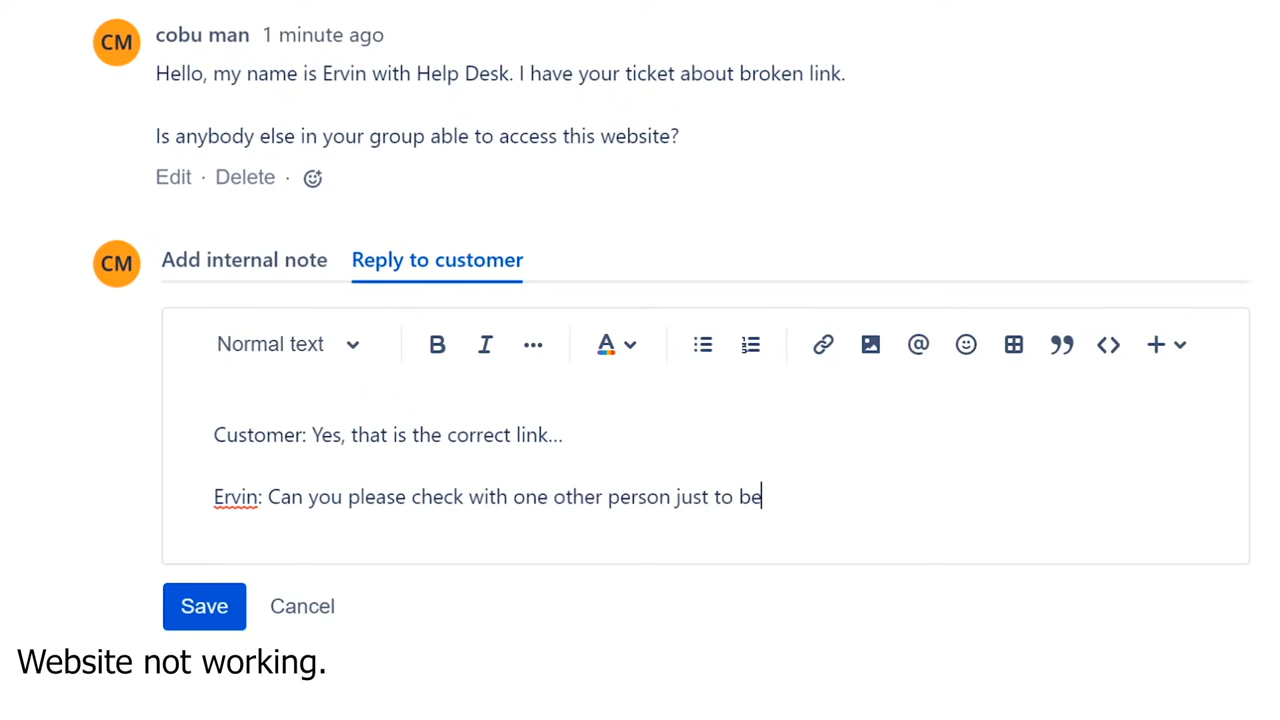 CM
cobu man 1 minute ago
Hello, my name is Ervin with Help Desk. I have your ticket about broken link.
Is anybody else in your group able to access this website?
Edit · Delete ·
CM
Add internal note Reply to customer
Normal text B I ... A @ +
Customer: Yes, that is the correct link...
Ervin: Can you please check with one other person just to be
Save Cancel
Website not working.